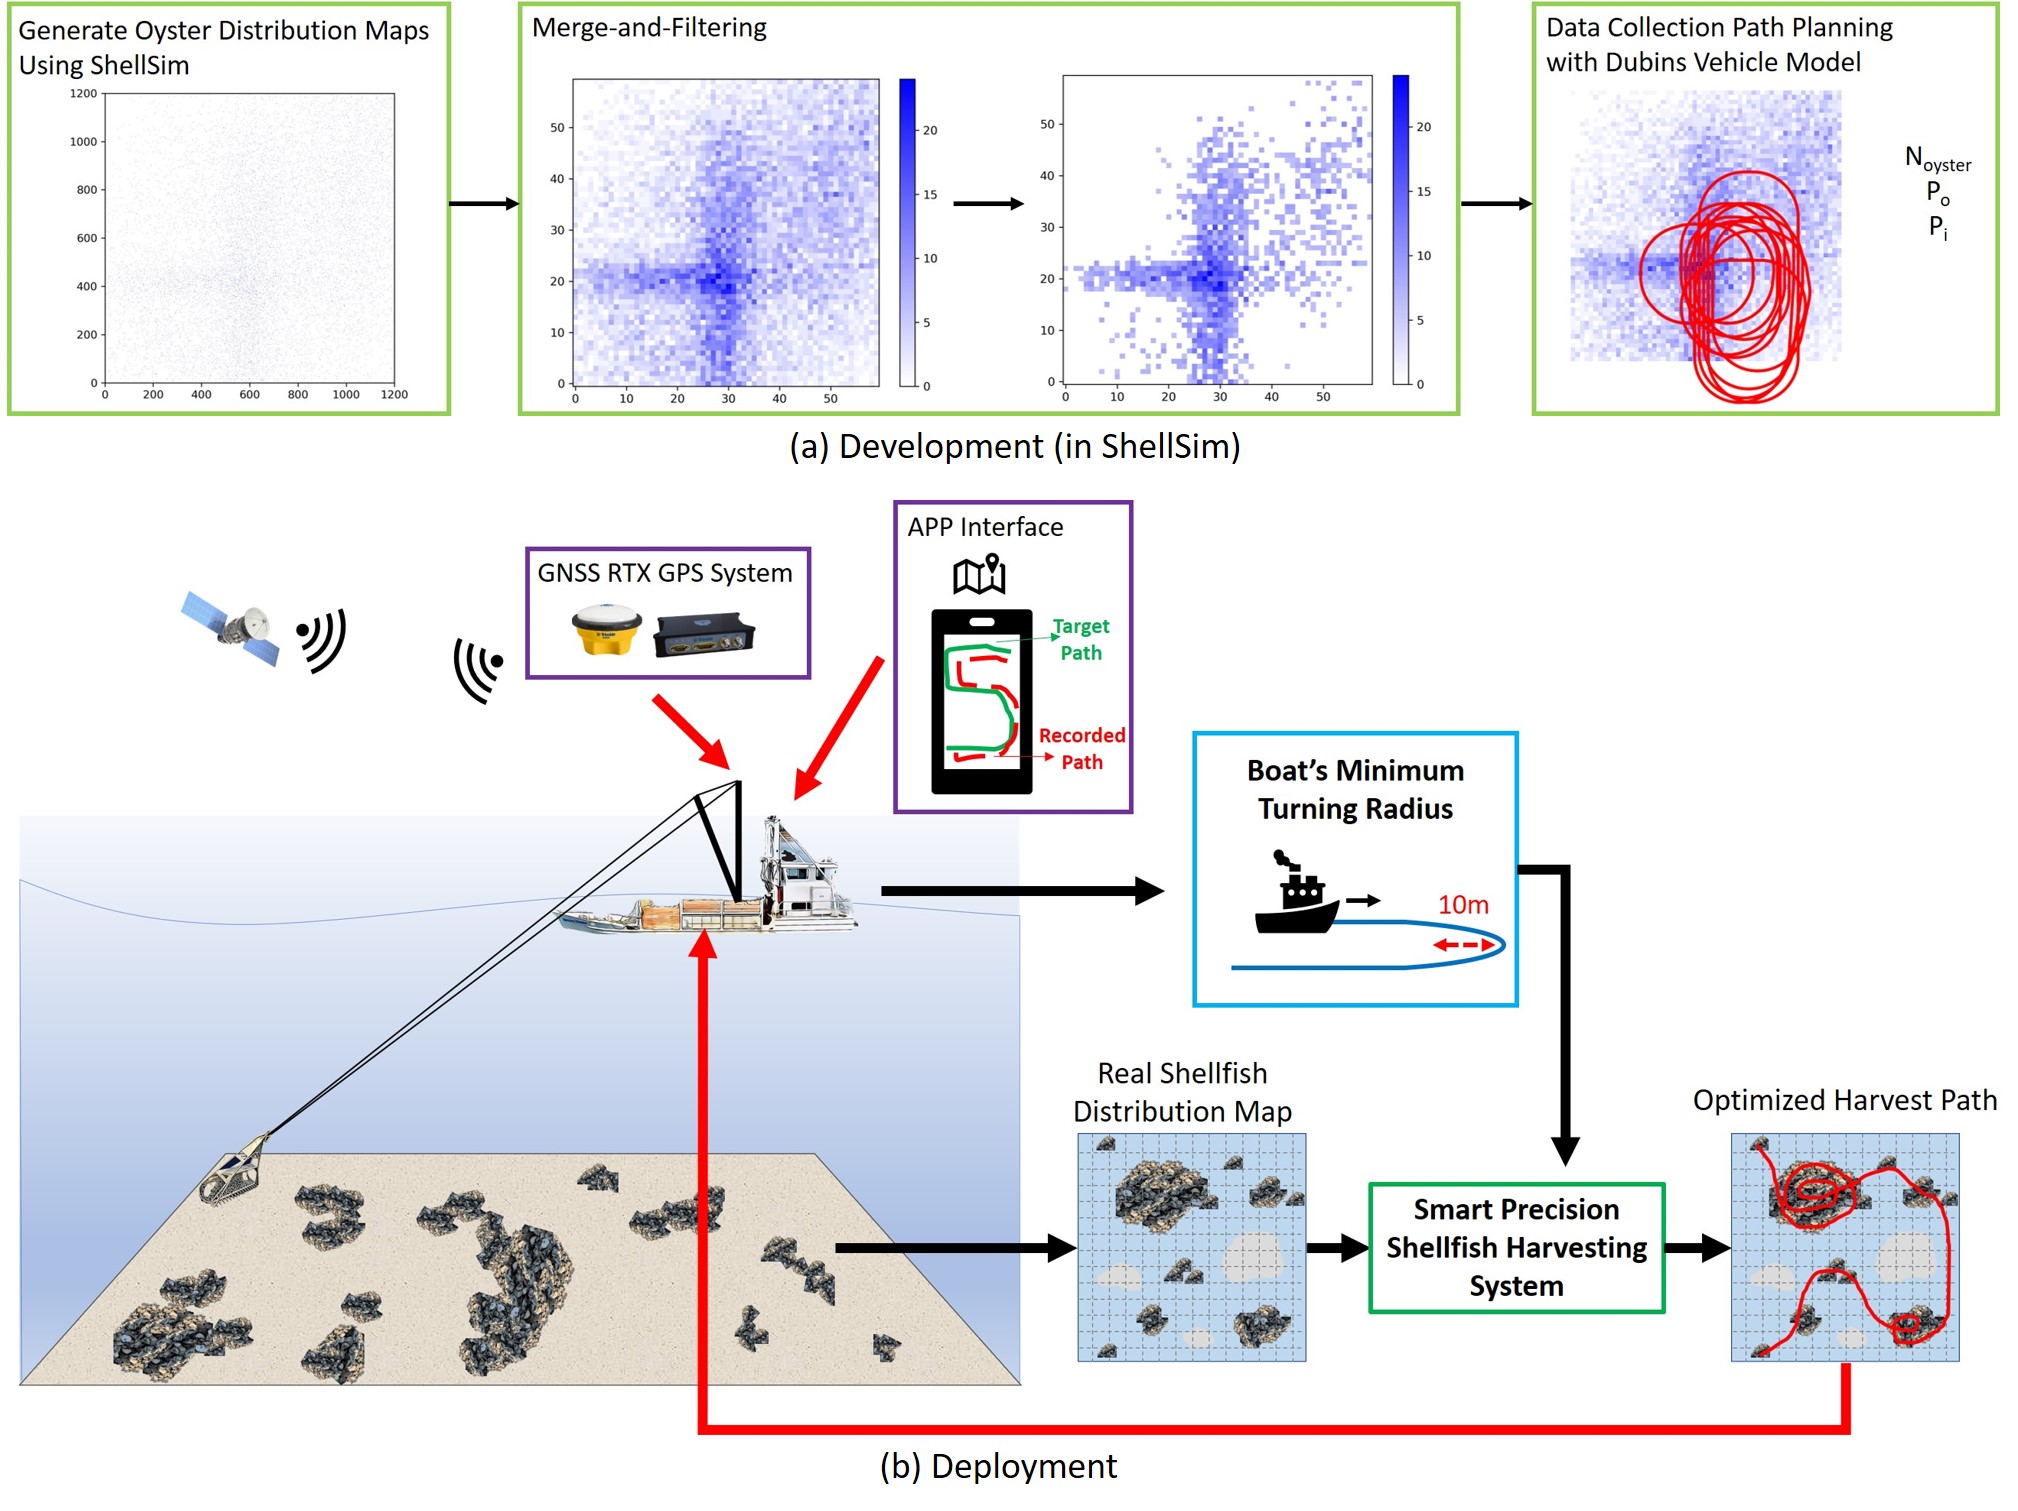 Generate Oyster Distribution Maps
Using ShellSim
1200
1000
800
600
400
200
0
0 200 400 600 800 1000 1200
Merge-and-Filtering
50
40
30
20
10
0
0 10 20 30 40 50
20
15
10
5
0
50
40
30
20
10
0
0 10 20 30 40 50
20
15
10
5
0
Data Collection Path Planning
with Dubins Vehicle Model
Noyster
Po
Pi
(a) Development (in ShellSim)
GNSS RTX GPS System
APP Interface
Target
Path
Recorded
Path
Boat’s Minimum
Turning Radius
10m
Real Shellfish
Distribution Map
Smart Precision
Shellfish Harvesting
System
Optimized Harvest Path
(b) Deployment